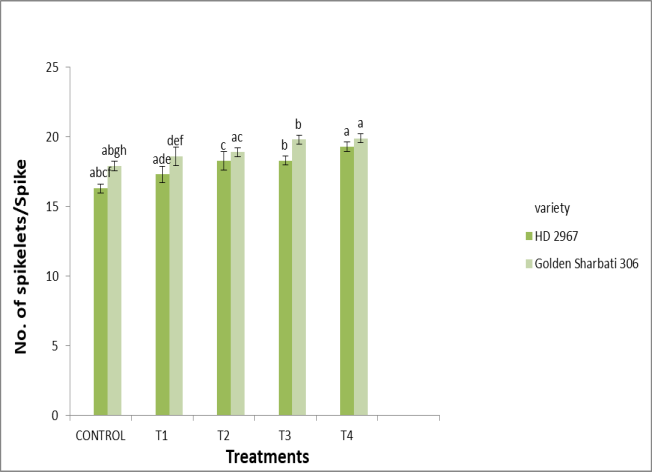 25
20
15
10
5
0
No. of spikelets/Spike
abcf
abgh
ade
def
c
ac
b
b
a
a
CONTROL
T1
T2
T3
T4
Treatments
variety
HD 2967
Golden Sharbati 306